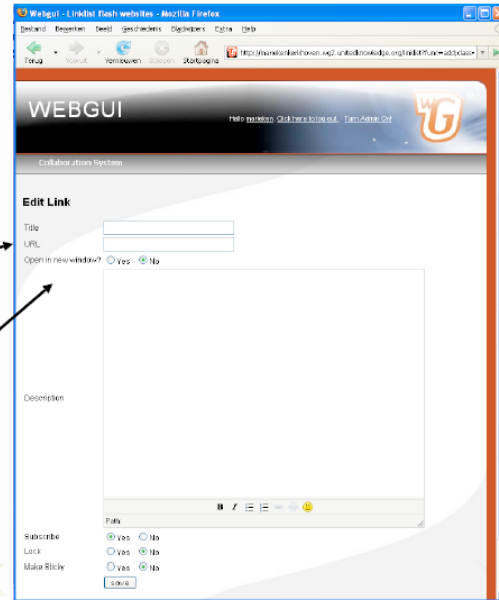 Webgui - Linklist flash websites - Mozilla Firefox
Bestand Bewerken Beeld Geschiedenis Bladwijzers Extra Help
Terug Vooruit Vernieuwen Stoppen Startpagina
WEBGUI
Hello marieken. Click here to log out. Turn Admin On!
Collaboration System
Edit Link
Title
URL
Open in new window? Yes No
Description
B I
Path:
Subscribe Yes No
Lock Yes No
Make Sticky Yes No
save